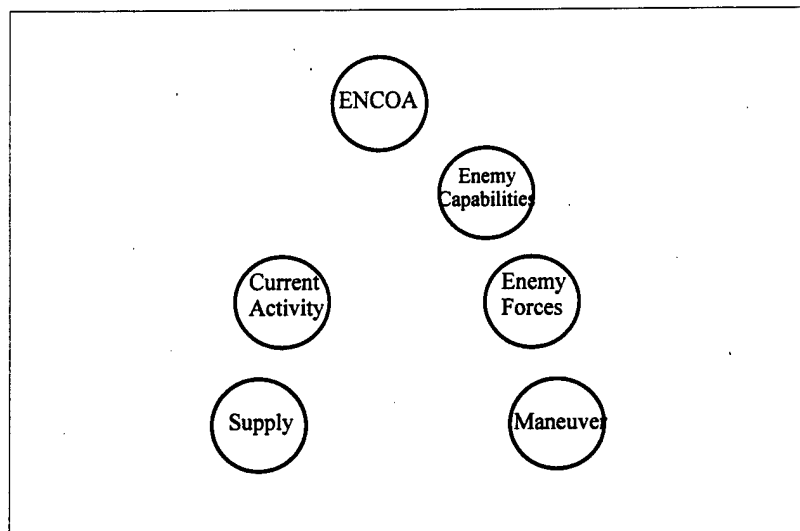 ENCOA
Enemy
Capabilities
Current
Activity
Enemy
Forces
Supply
Maneuver